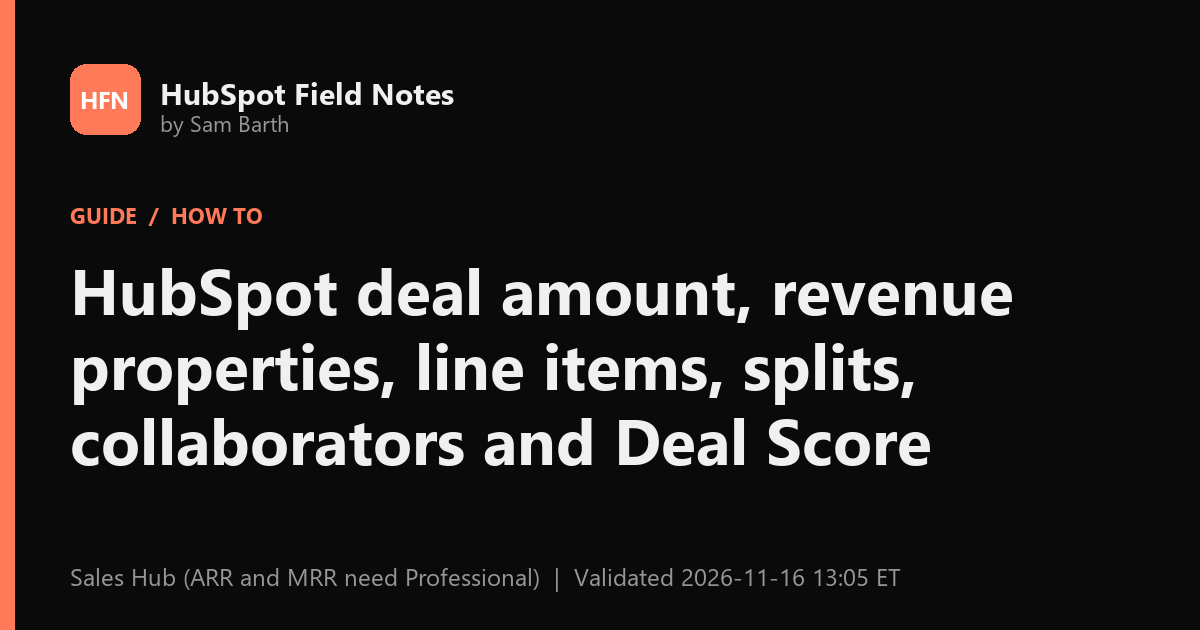 HFN
HubSpot Field Notes
by Sam Barth
GUIDE / HOW TO
HubSpot deal amount, revenue
properties, line items, splits,
collaborators and Deal Score
Sales Hub (ARR and MRR need Professional) | Validated 2026-11-16 13:05 ET